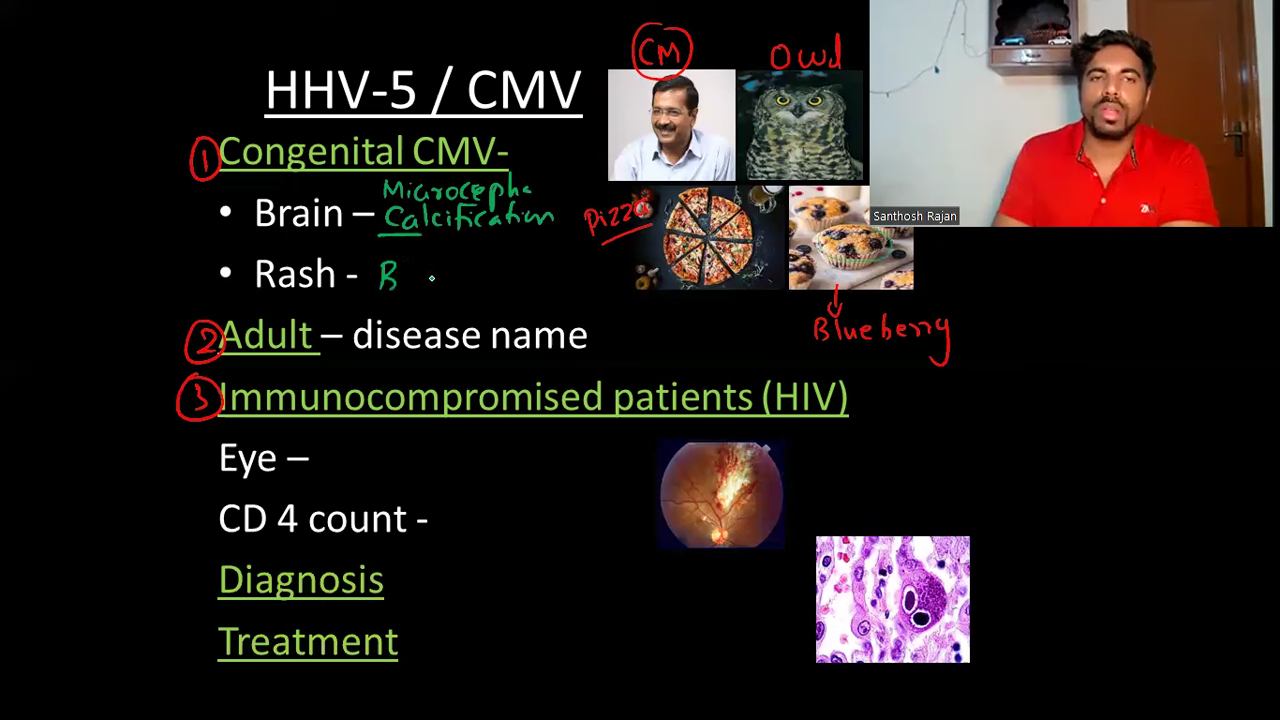 CM
owl
HHV-5 / CMV
1 Congenital CMV-
Microcepha
• Brain – Calcification
Pizza
Santhosh Rajan
• Rash - B
Blueberry
2 Adult – disease name
3 Immunocompromised patients (HIV)
Eye –
CD 4 count -
Diagnosis
Treatment